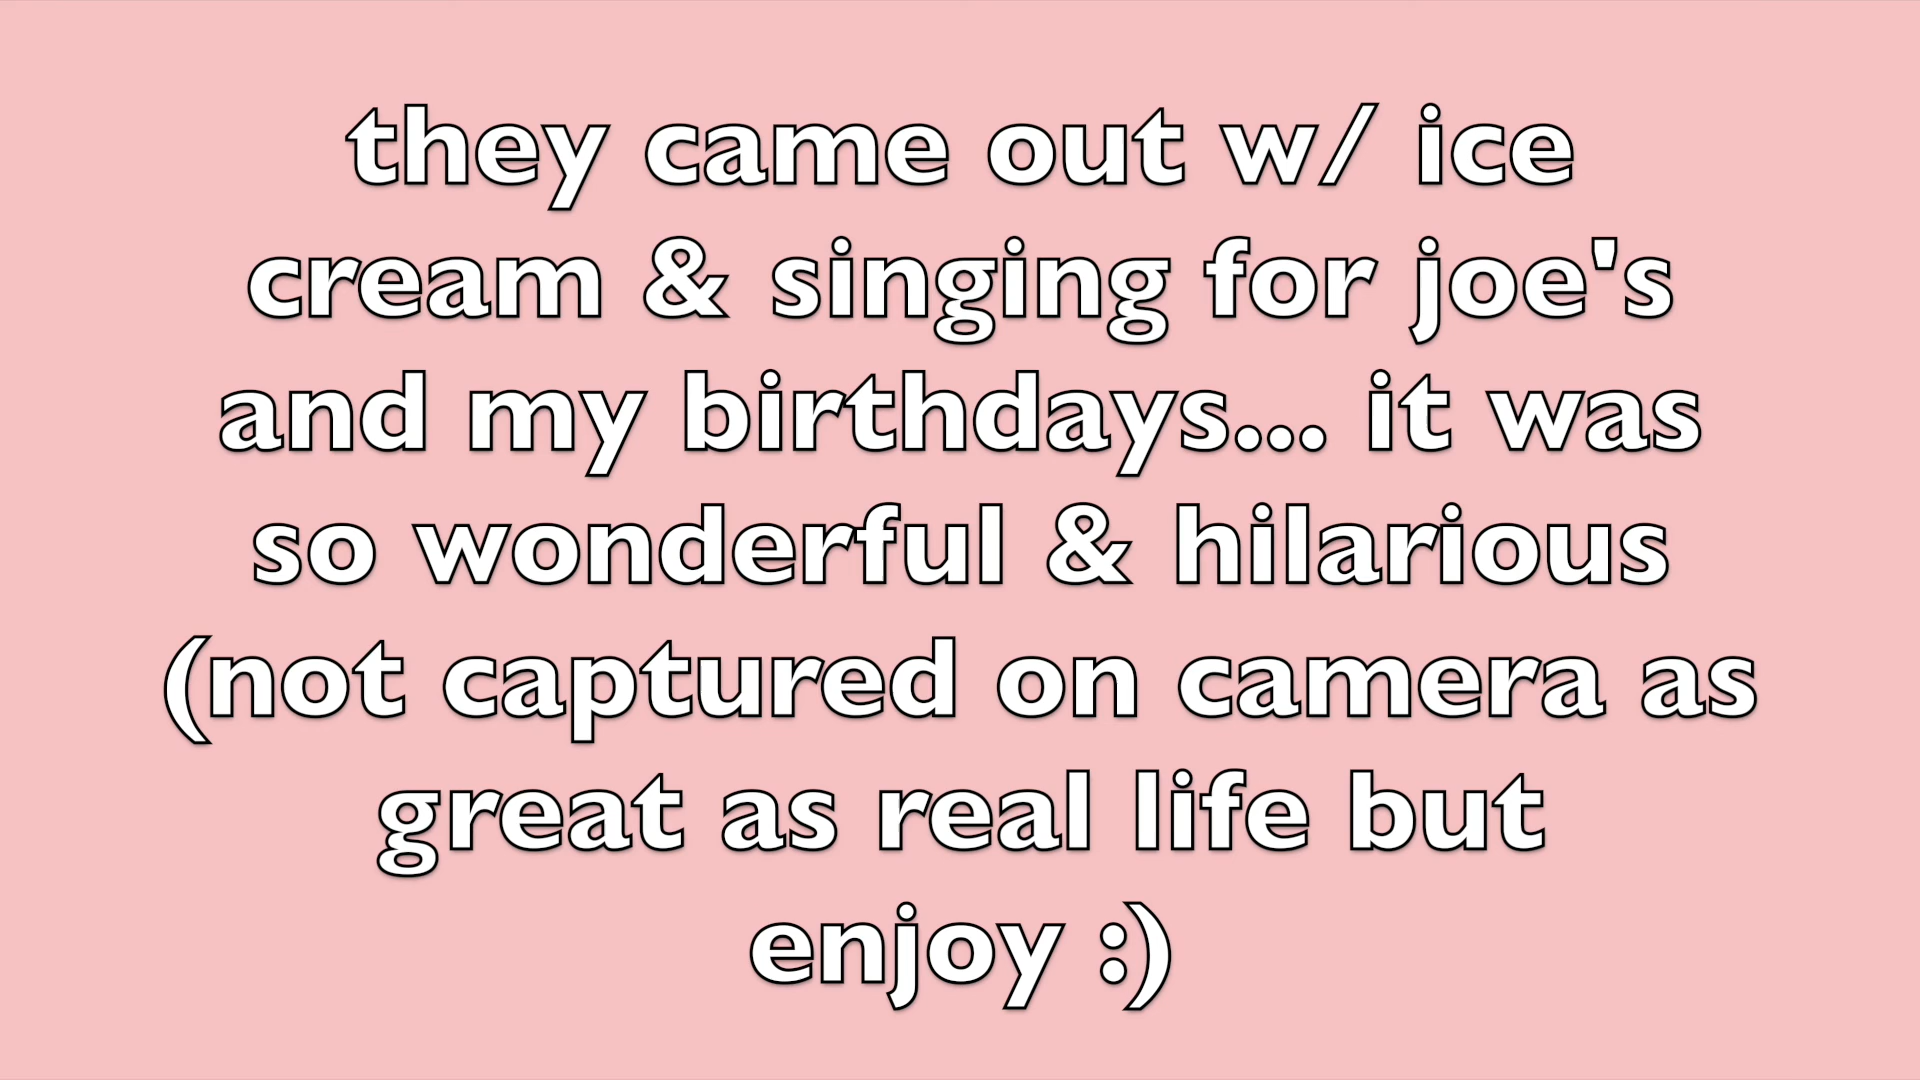 they came out w/ ice
cream & singing for joe's
and my birthdays... it was
so wonderful & hilarious
(not captured on camera as
great as real life but
enjoy :)